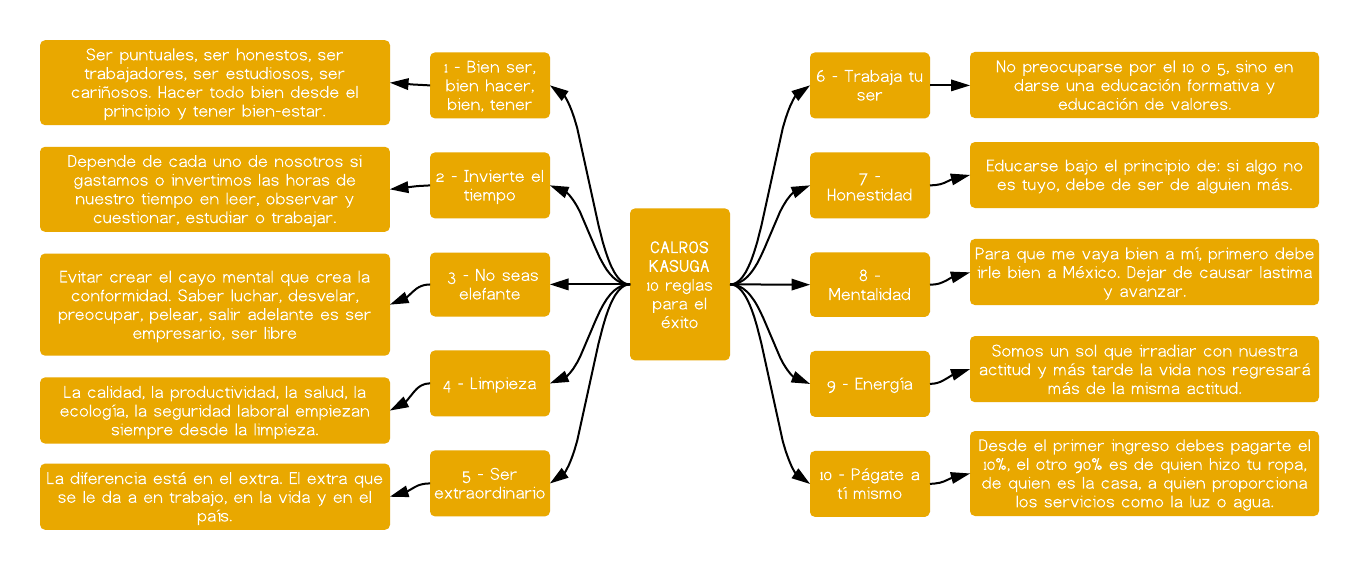 CALROS
KASUGA
10 reglas
para el
éxito
1 - Bien ser,
bien hacer,
bien, tener
Ser puntuales, ser honestos, ser
trabajadores, ser estudiosos, ser
cariñosos. Hacer todo bien desde el
principio y tener bien-estar.
2 - Invierte el
tiempo
Depende de cada uno de nosotros si
gastamos o invertimos las horas de
nuestro tiempo en leer, observar y
cuestionar, estudiar o trabajar.
3 - No seas
elefante
Evitar crear el cayo mental que crea la
conformidad. Saber luchar, desvelar,
preocupar, pelear, salir adelante es ser
empresario, ser libre
4 - Limpieza
La calidad, la productividad, la salud, la
ecología, la seguridad laboral empiezan
siempre desde la limpieza.
5 - Ser
extraordinario
La diferencia está en el extra. El extra que
se le da a en trabajo, en la vida y en el
país.
6 - Trabaja tu
ser
No preocuparse por el 10 o 5, sino en
darse una educación formativa y
educación de valores.
7 -
Honestidad
Educarse bajo el principio de: si algo no
es tuyo, debe de ser de alguien más.
8 -
Mentalidad
Para que me vaya bien a mí, primero debe
irle bien a México. Dejar de causar lastima
y avanzar.
9 - Energía
Somos un sol que irradiar con nuestra
actitud y más tarde la vida nos regresará
más de la misma actitud.
10 - Págate a
tí mismo
Desde el primer ingreso debes pagarte el
10%, el otro 90% es de quien hizo tu ropa,
de quien es la casa, a quien proporciona
los servicios como la luz o agua.